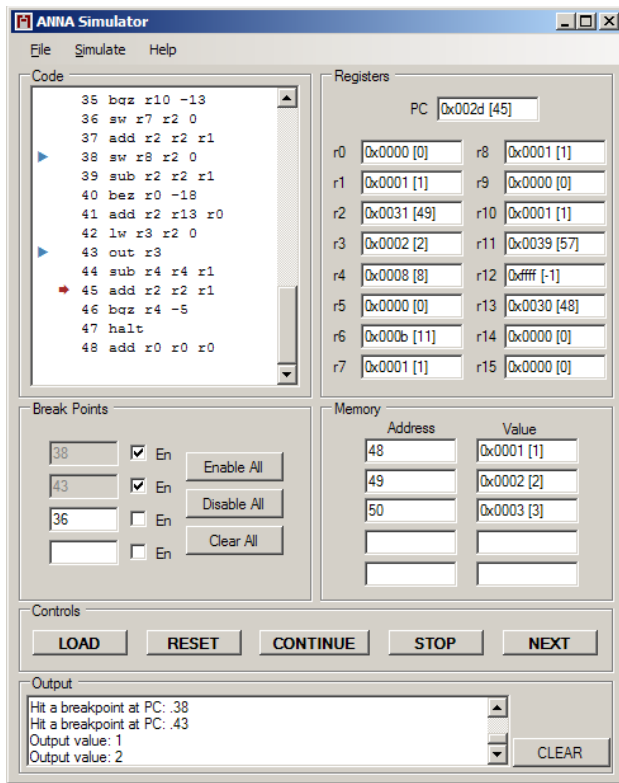 ANNA Simulator
File Simulate Help
Code
35 bgz r10 -13
36 sw r7 r2 0
37 add r2 r2 r1
38 sw r8 r2 0
39 sub r2 r2 r1
40 bez r0 -18
41 add r2 r13 r0
42 lw r3 r2 0
43 out r3
44 sub r4 r4 r1
45 add r2 r2 r1
46 bgz r4 -5
47 halt
48 add r0 r0 r0
Registers
PC 0x002d [45]
r0 0x0000 [0] r8 0x0001 [1]
r1 0x0001 [1] r9 0x0000 [0]
r2 0x0031 [49] r10 0x0001 [1]
r3 0x0002 [2] r11 0x0039 [57]
r4 0x0008 [8] r12 0xffff [-1]
r5 0x0000 [0] r13 0x0030 [48]
r6 0x000b [11] r14 0x0000 [0]
r7 0x0001 [1] r15 0x0000 [0]
Break Points
38 En
43 En
36 En
En
Enable All
Disable All
Clear All
Memory
Address Value
48 0x0001 [1]
49 0x0002 [2]
50 0x0003 [3]
Controls
LOAD RESET CONTINUE STOP NEXT
Output
Hit a breakpoint at PC: .38
Hit a breakpoint at PC: .43
Output value: 1
Output value: 2
CLEAR